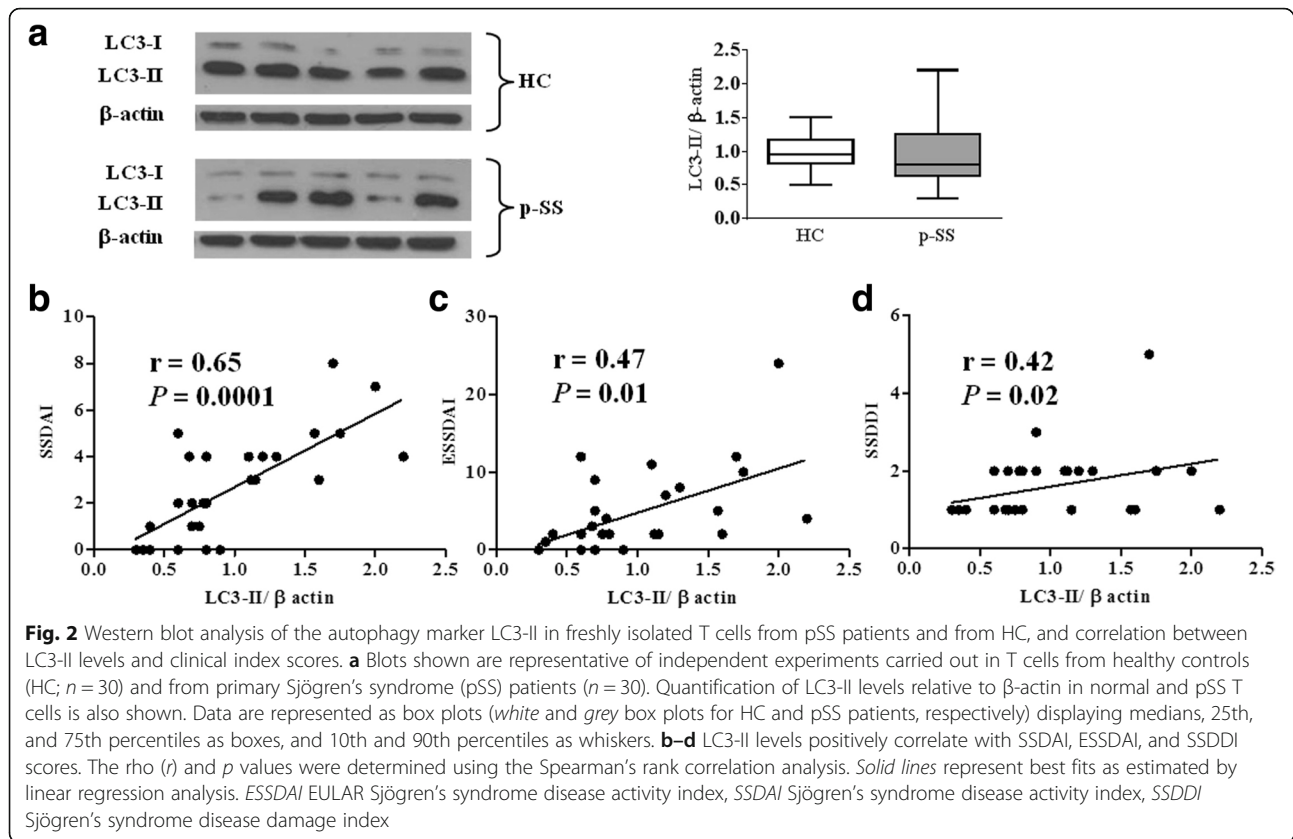 a
LC3-I
LC3-II
β-actin
HC
LC3-I
LC3-II
β-actin
p-SS
LC3-II/ β-actin
2.5
2.0
1.5
1.0
0.5
0.0
HC
p-SS
b
SSDAI
10
8
6
4
2
0
r = 0.65
P = 0.0001
0.0 0.5 1.0 1.5 2.0 2.5
LC3-II/ β actin
c
ESSDAI
30
20
10
0
r = 0.47
P = 0.01
0.0 0.5 1.0 1.5 2.0 2.5
LC3-II/ β actin
d
SSDDI
6
4
2
0
r = 0.42
P = 0.02
0.0 0.5 1.0 1.5 2.0 2.5
LC3-II/ β actin
Fig. 2 Western blot analysis of the autophagy marker LC3-II in freshly isolated T cells from pSS patients and from HC, and correlation between
LC3-II levels and clinical index scores. a Blots shown are representative of independent experiments carried out in T cells from healthy controls
(HC; n = 30) and from primary Sjögren's syndrome (pSS) patients (n = 30). Quantification of LC3-II levels relative to β-actin in normal and pSS T
cells is also shown. Data are represented as box plots (white and grey box plots for HC and pSS patients, respectively) displaying medians, 25th,
and 75th percentiles as boxes, and 10th and 90th percentiles as whiskers. b–d LC3-II levels positively correlate with SSDAI, ESSDAI, and SSDDI
scores. The rho (r) and p values were determined using the Spearman's rank correlation analysis. Solid lines represent best fits as estimated by
linear regression analysis. ESSDAI EULAR Sjögren's syndrome disease activity index, SSDAI Sjögren's syndrome disease activity index, SSDDI
Sjögren's syndrome disease damage index